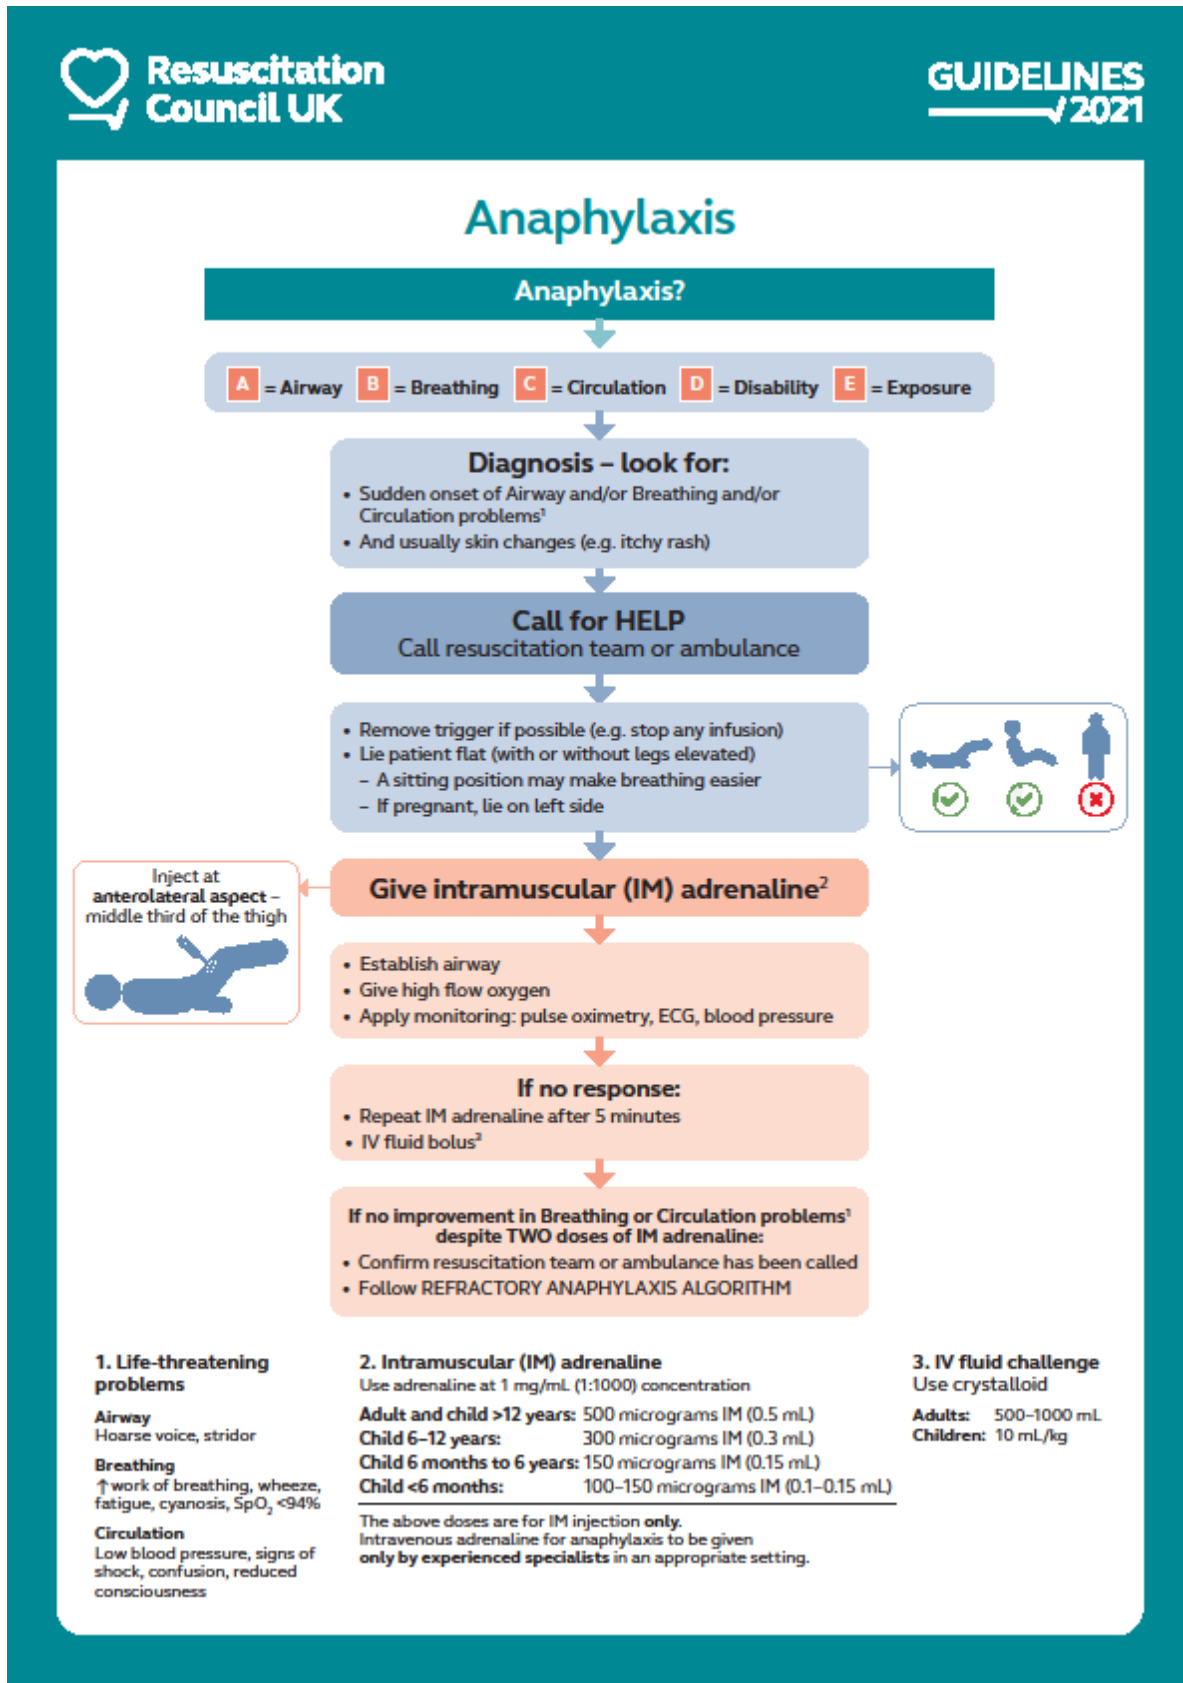 Resuscitation
Council UK
GUIDELINES
2021
Anaphylaxis
Anaphylaxis?
A = Airway B = Breathing C = Circulation D = Disability E = Exposure
Diagnosis – look for:
• Sudden onset of Airway and/or Breathing and/or
Circulation problems¹
• And usually skin changes (e.g. itchy rash)
Call for HELP
Call resuscitation team or ambulance
• Remove trigger if possible (e.g. stop any infusion)
• Lie patient flat (with or without legs elevated)
– A sitting position may make breathing easier
– If pregnant, lie on left side
Inject at
anterolateral aspect –
middle third of the thigh
Give intramuscular (IM) adrenaline²
• Establish airway
• Give high flow oxygen
• Apply monitoring: pulse oximetry, ECG, blood pressure
If no response:
• Repeat IM adrenaline after 5 minutes
• IV fluid bolus³
If no improvement in Breathing or Circulation problems¹
despite TWO doses of IM adrenaline:
• Confirm resuscitation team or ambulance has been called
• Follow REFRACTORY ANAPHYLAXIS ALGORITHM
1. Life-threatening
problems
Airway
Hoarse voice, stridor
Breathing
↑work of breathing, wheeze,
fatigue, cyanosis, SpO₂ <94%
Circulation
Low blood pressure, signs of
shock, confusion, reduced
consciousness
2. Intramuscular (IM) adrenaline
Use adrenaline at 1 mg/mL (1:1000) concentration
Adult and child >12 years: 500 micrograms IM (0.5 mL)
Child 6–12 years: 300 micrograms IM (0.3 mL)
Child 6 months to 6 years: 150 micrograms IM (0.15 mL)
Child <6 months: 100–150 micrograms IM (0.1–0.15 mL)
The above doses are for IM injection only.
Intravenous adrenaline for anaphylaxis to be given
only by experienced specialists in an appropriate setting.
3. IV fluid challenge
Use crystalloid
Adults: 500–1000 mL
Children: 10 mL/kg